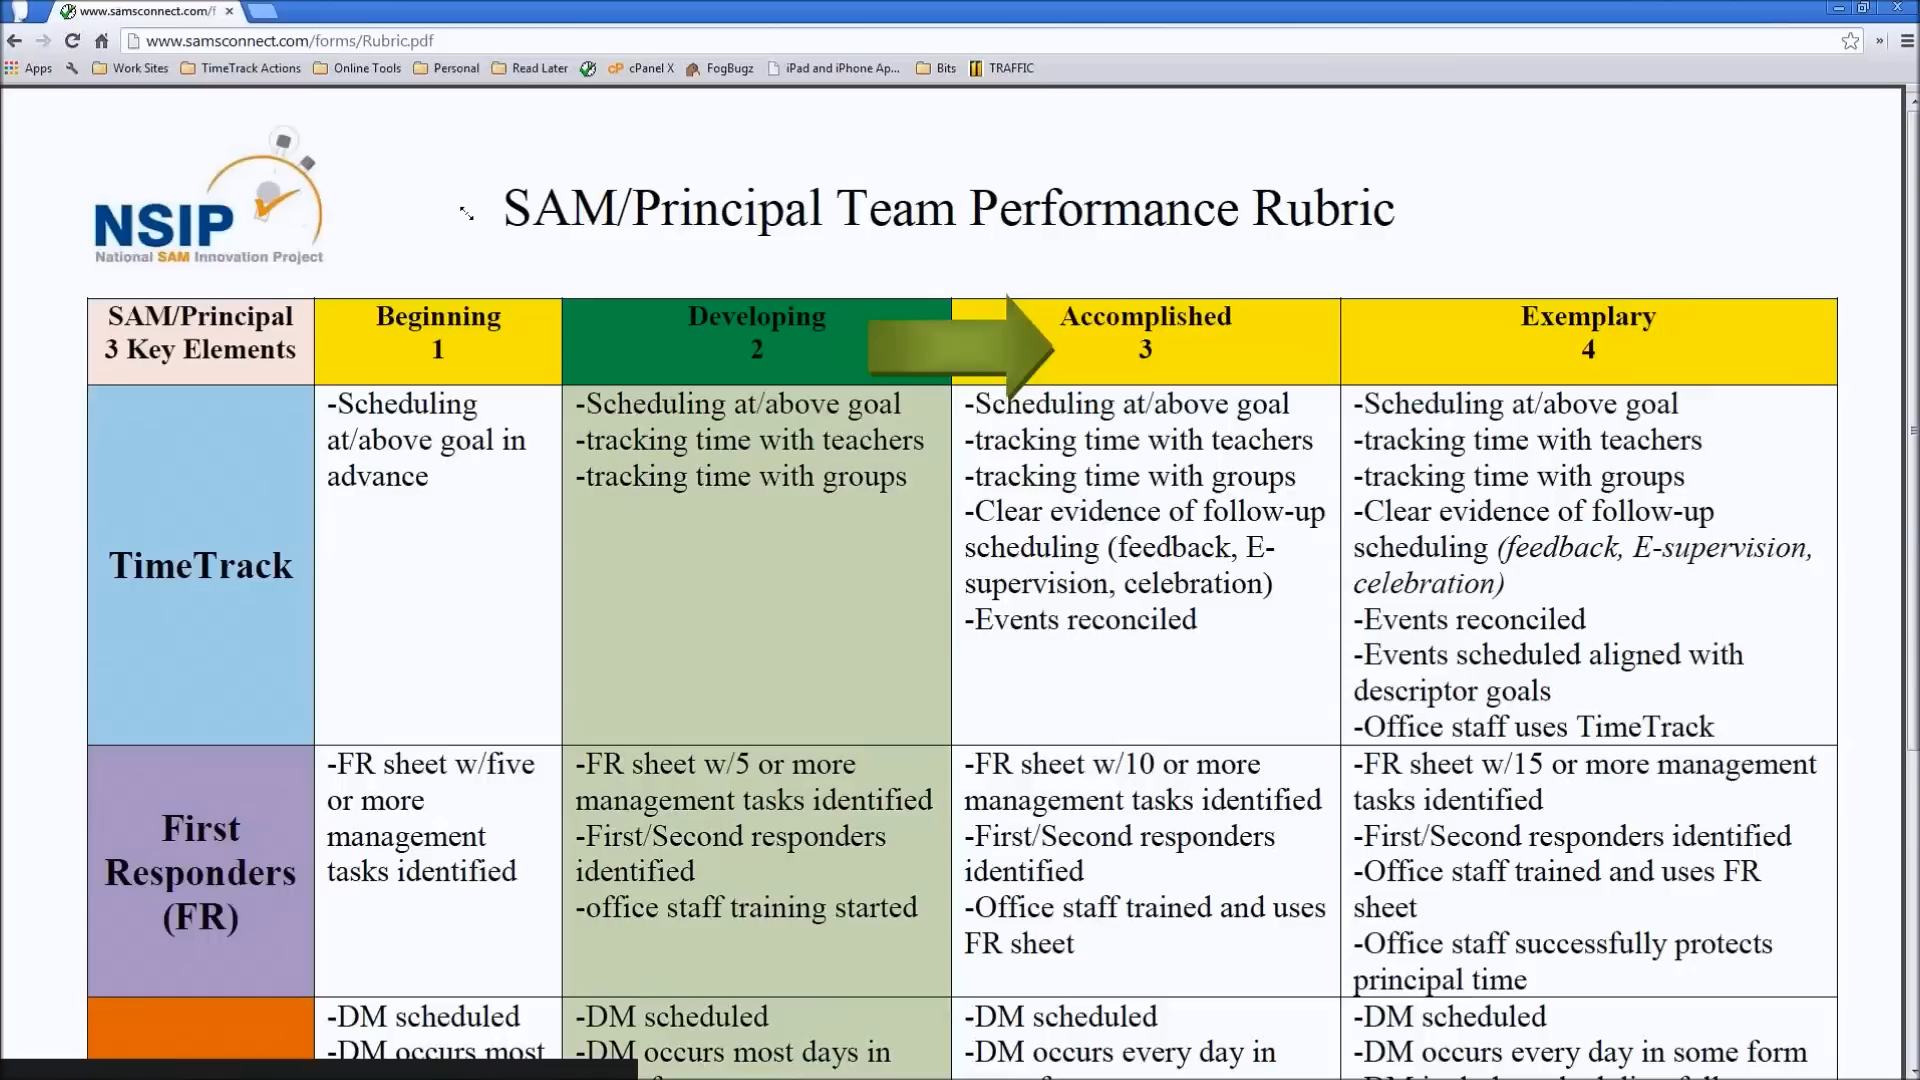 www.samsconnect.com/f
www.samsconnect.com/forms/Rubric.pdf
Apps Work Sites TimeTrack Actions Online Tools Personal Read Later cPanel X FogBugz iPad and iPhone Ap... Bits TRAFFIC
NSIP
National SAM Innovation Project
SAM/Principal Team Performance Rubric
SAM/Principal
3 Key Elements
Beginning
1
Developing
2
Accomplished
3
Exemplary
4
TimeTrack
-Scheduling
at/above goal in
advance
-Scheduling at/above goal
-tracking time with teachers
-tracking time with groups
-Scheduling at/above goal
-tracking time with teachers
-tracking time with groups
-Clear evidence of follow-up
scheduling (feedback, E-
supervision, celebration)
-Events reconciled
-Scheduling at/above goal
-tracking time with teachers
-tracking time with groups
-Clear evidence of follow-up
scheduling (feedback, E-supervision,
celebration)
-Events reconciled
-Events scheduled aligned with
descriptor goals
-Office staff uses TimeTrack
First
Responders
(FR)
-FR sheet w/five
or more
management
tasks identified
-FR sheet w/5 or more
management tasks identified
-First/Second responders
identified
-office staff training started
-FR sheet w/10 or more
management tasks identified
-First/Second responders
identified
-Office staff trained and uses
FR sheet
-FR sheet w/15 or more management
tasks identified
-First/Second responders identified
-Office staff trained and uses FR
sheet
-Office staff successfully protects
principal time
-DM scheduled
-DM occurs most
-DM scheduled
-DM occurs most days in
-DM scheduled
-DM occurs every day in
-DM scheduled
-DM occurs every day in some form